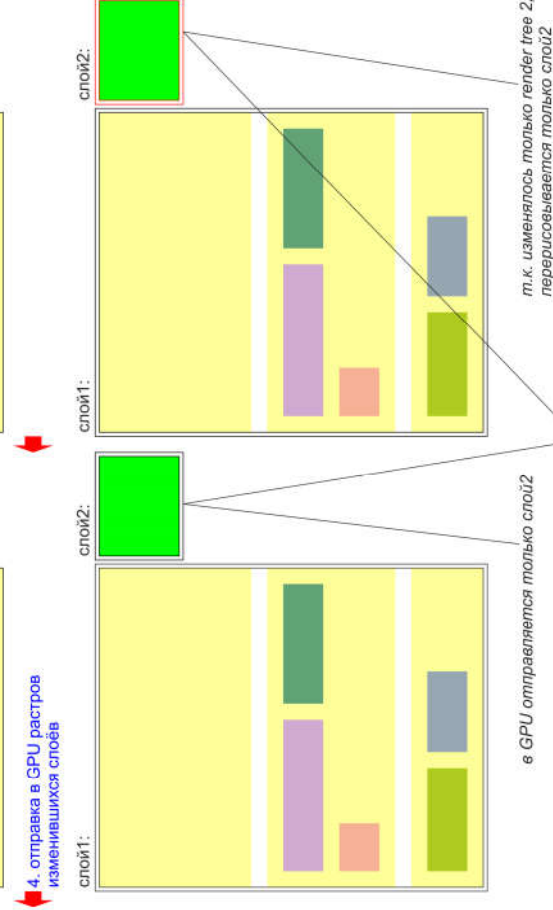 4. отправка в GPU растров
изменившихся слоёв
слой1:
слой2:
слой1:
слой2:
в GPU отправляется только слой2
т.к. изменялось только render tree 2,
перерисовывается только слой2